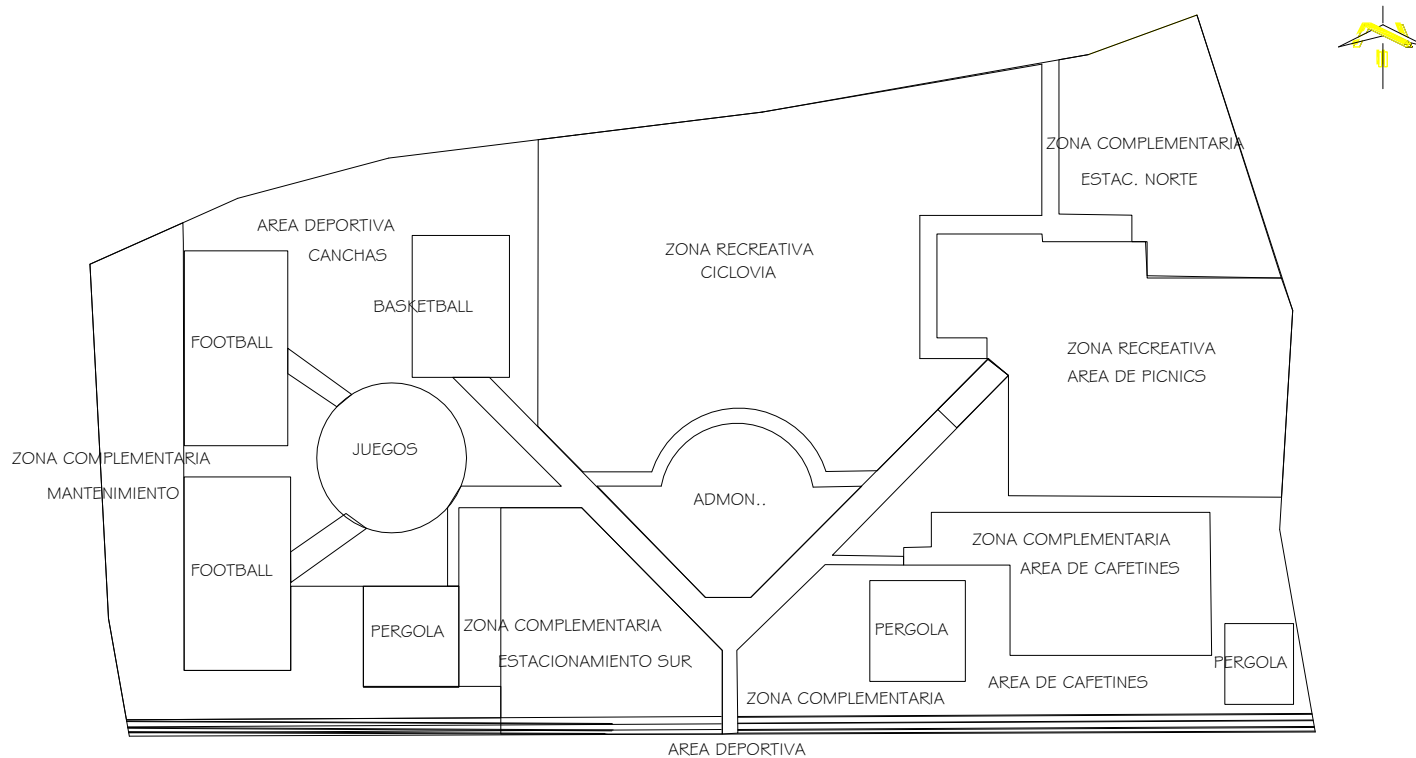 ZONA COMPLEMENTARIA
ESTAC. NORTE
AREA DEPORTIVA
CANCHAS
ZONA RECREATIVA
CICLOVIA
BASKETBALL
FOOTBALL
ZONA RECREATIVA
AREA DE PICNICS
JUEGOS
ZONA COMPLEMENTARIA
MANTENIMIENTO
ADMON..
ZONA COMPLEMENTARIA
AREA DE CAFETINES
FOOTBALL
PERGOLA
ZONA COMPLEMENTARIA
ESTACIONAMIENTO SUR
PERGOLA
PERGOLA
AREA DE CAFETINES
ZONA COMPLEMENTARIA
AREA DEPORTIVA